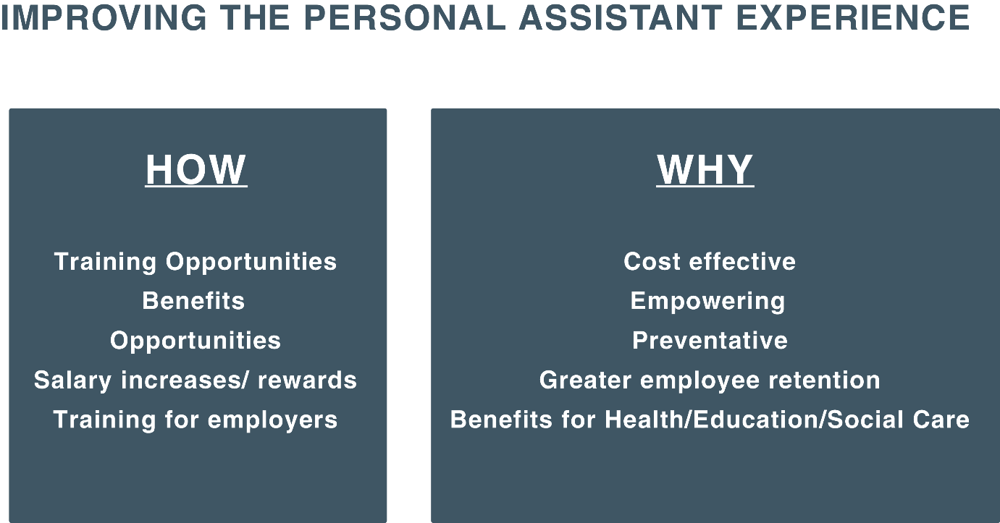 IMPROVING THE PERSONAL ASSISTANT EXPERIENCE
HOW
Training Opportunities
Benefits
Opportunities
Salary increases/ rewards
Training for employers
WHY
Cost effective
Empowering
Preventative
Greater employee retention
Benefits for Health/Education/Social Care